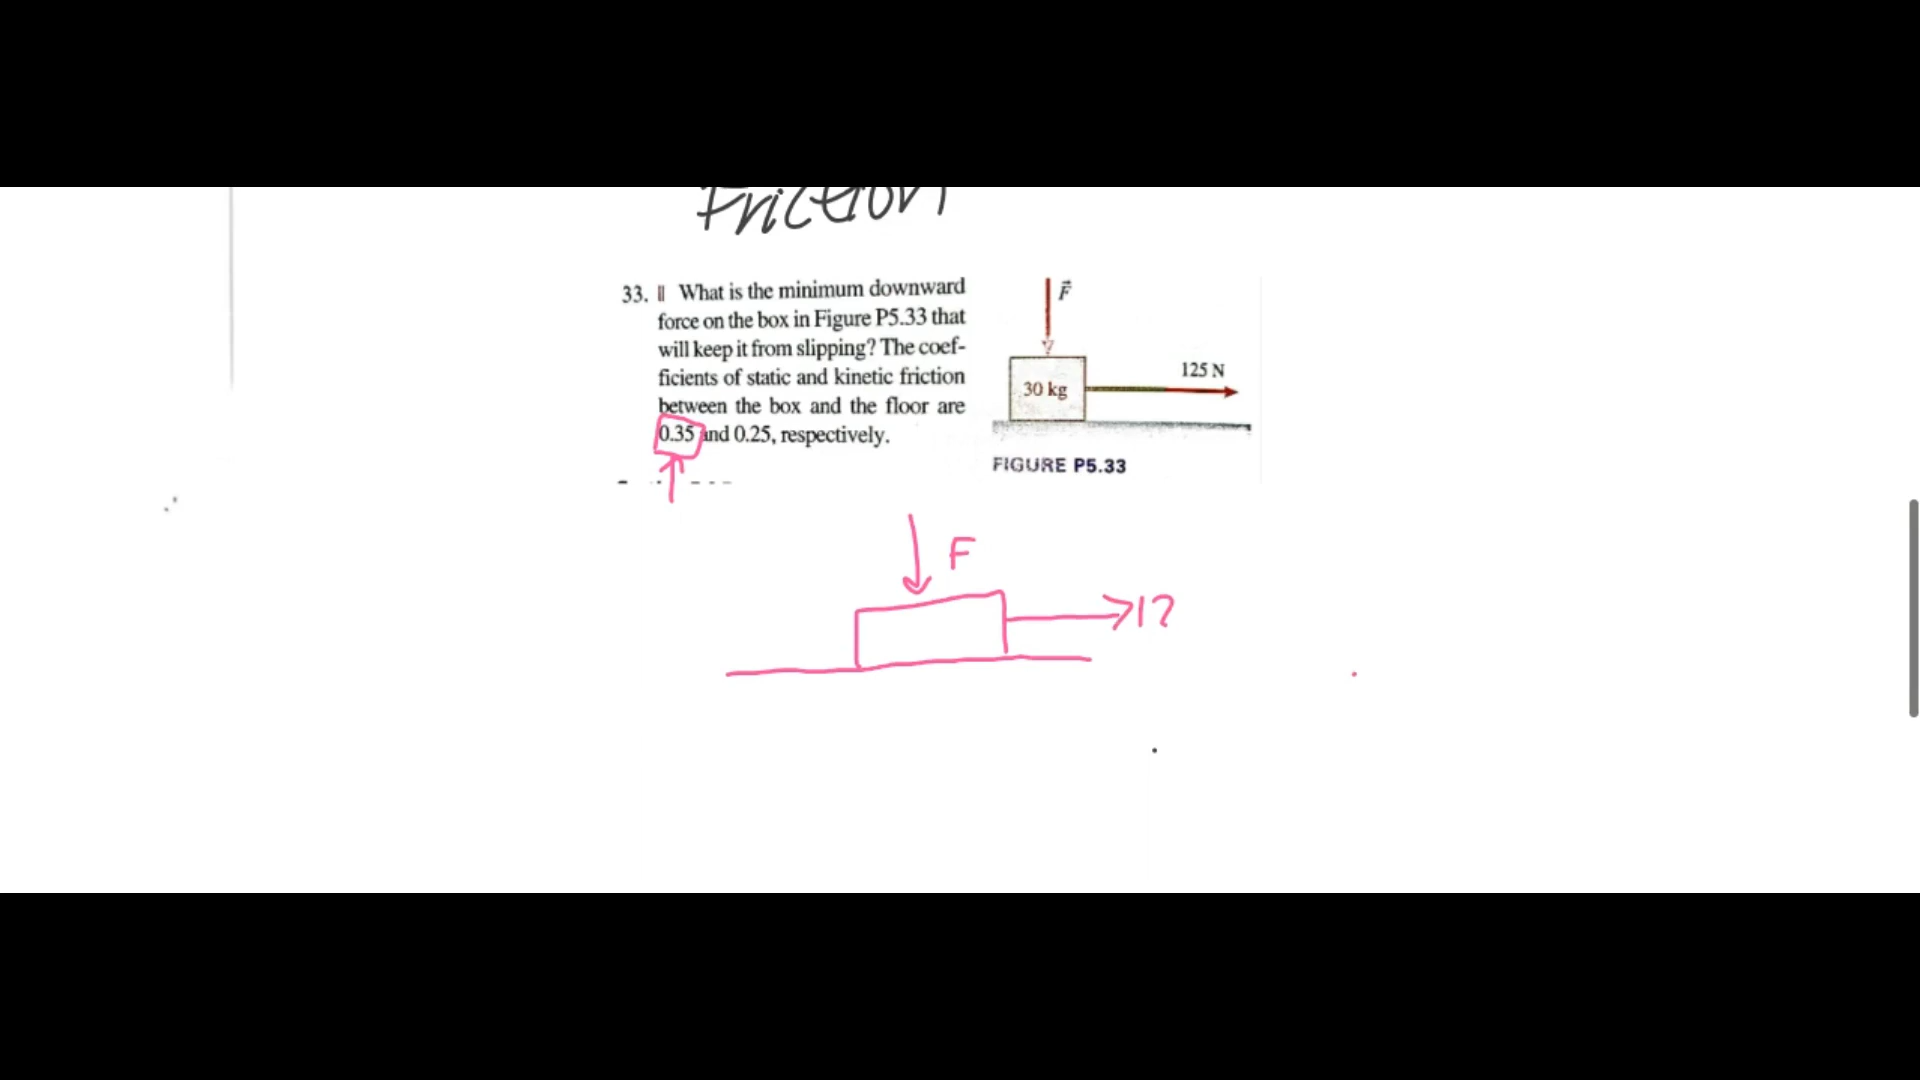 Friction
33. || What is the minimum downward
force on the box in Figure P5.33 that
will keep it from slipping? The coef-
ficients of static and kinetic friction
between the box and the floor are
0.35 and 0.25, respectively.
F
30 kg
125 N
FIGURE P5.33
F
12